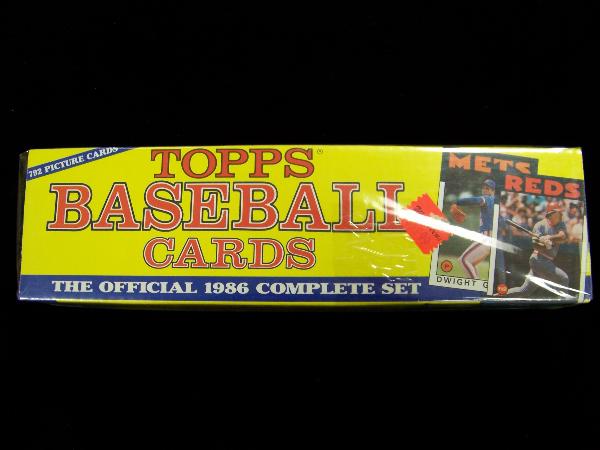 792 PICTURE CARDS
TOPPS®
BASEBALL
CARDS
THE OFFICIAL 1986 COMPLETE SET
METS
REDS
DWIGHT G